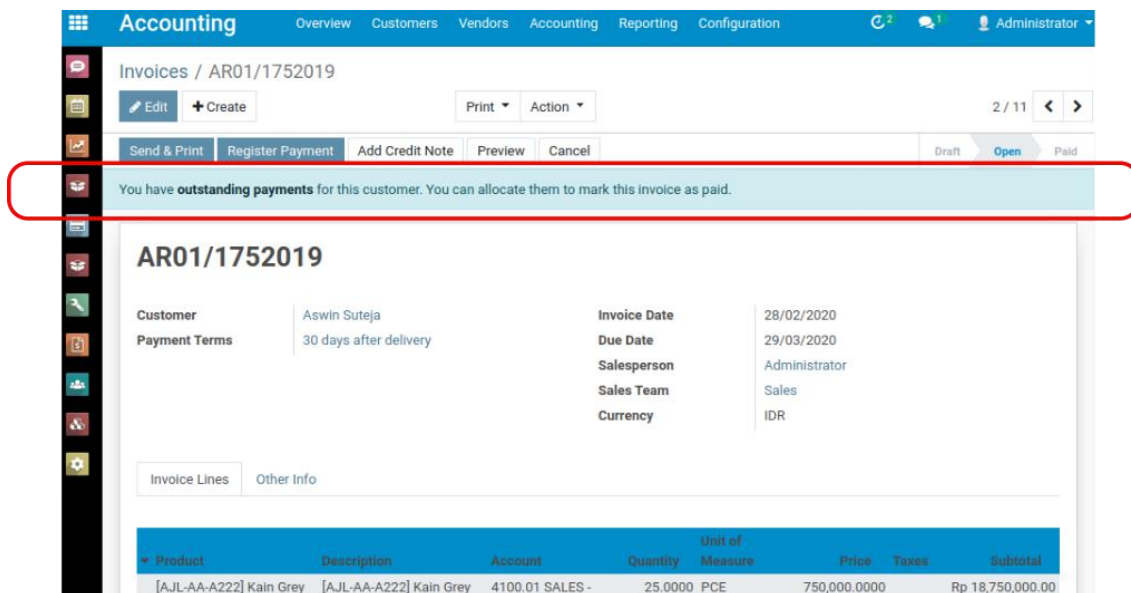 Accounting Overview Customers Vendors Accounting Reporting Configuration 2 1 Administrator
Invoices / AR01/1752019
Edit + Create Print Action 2 / 11
Send & Print Register Payment Add Credit Note Preview Cancel Draft Open Paid
You have outstanding payments for this customer. You can allocate them to mark this invoice as paid.
AR01/1752019
Customer Aswin Suteja Invoice Date 28/02/2020
Payment Terms 30 days after delivery Due Date 29/03/2020
Salesperson Administrator
Sales Team Sales
Currency IDR
Invoice Lines Other Info
Unit of
Product Description Account Quantity Measure Price Taxes Subtotal
[AJL-AA-A222] Kain Grey [AJL-AA-A222] Kain Grey 4100.01 SALES - 25.0000 PCE 750,000.0000 Rp 18,750,000.00